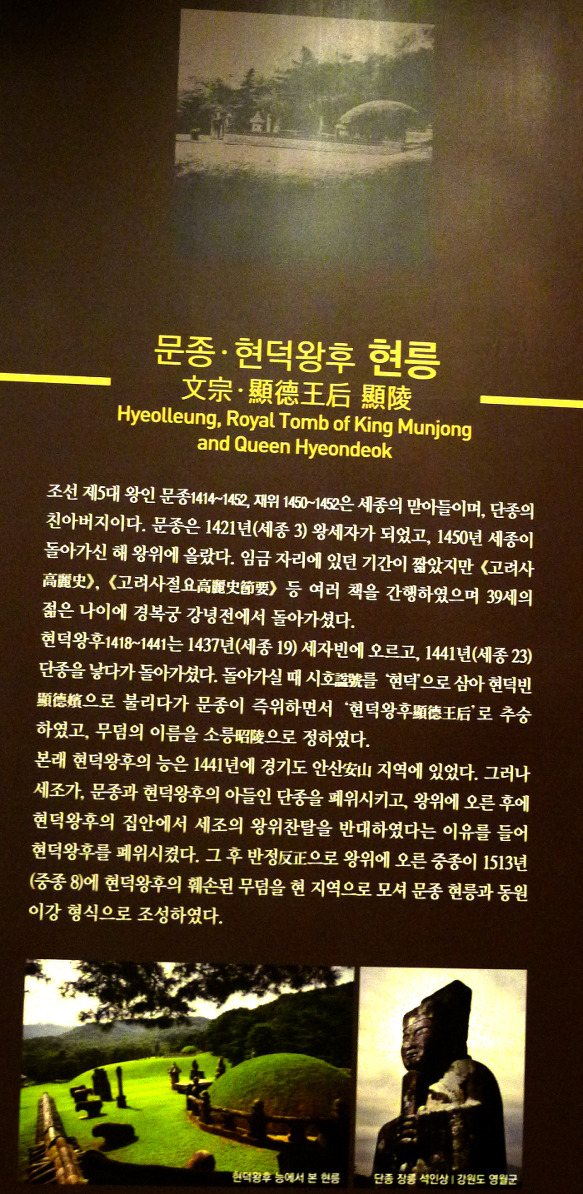 문종·현덕왕후 현릉
文宗·顯德王后 顯陵
Hyeolleung, Royal Tomb of King Munjong
and Queen Hyeondeok
조선 제5대 왕인 문종1414~1452, 재위 1450~1452은 세종의 맏아들이며, 단종의
친아버지이다. 문종은 1421년(세종 3) 왕세자가 되었고, 1450년 세종이
돌아가신 해 왕위에 올랐다. 임금 자리에 있던 기간이 짧았지만 《고려사
高麗史》, 《고려사절요高麗史節要》 등 여러 책을 간행하였으며 39세의
젊은 나이에 경복궁 강녕전에서 돌아가셨다.
현덕왕후1418~1441는 1437년(세종 19) 세자빈에 오르고, 1441년(세종 23)
단종을 낳다가 돌아가셨다. 돌아가실 때 시호諡號를 '현덕'으로 삼아 현덕빈
顯德嬪으로 불리다가 문종이 즉위하면서 '현덕왕후顯德王后'로 추숭
하였고, 무덤의 이름을 소릉昭陵으로 정하였다.
본래 현덕왕후의 능은 1441년에 경기도 안산安山 지역에 있었다. 그러나
세조가, 문종과 현덕왕후의 아들인 단종을 폐위시키고, 왕위에 오른 후에
현덕왕후의 집안에서 세조의 왕위찬탈을 반대하였다는 이유를 들어
현덕왕후를 폐위시켰다. 그 후 반정反正으로 왕위에 오른 중종이 1513년
(중종 8)에 현덕왕후의 훼손된 무덤을 현 지역으로 모셔 문종 현릉과 동원
이강 형식으로 조성하였다.
현덕왕후 능에서 본 현릉
단종 장릉 석인상 | 강원도 영월군